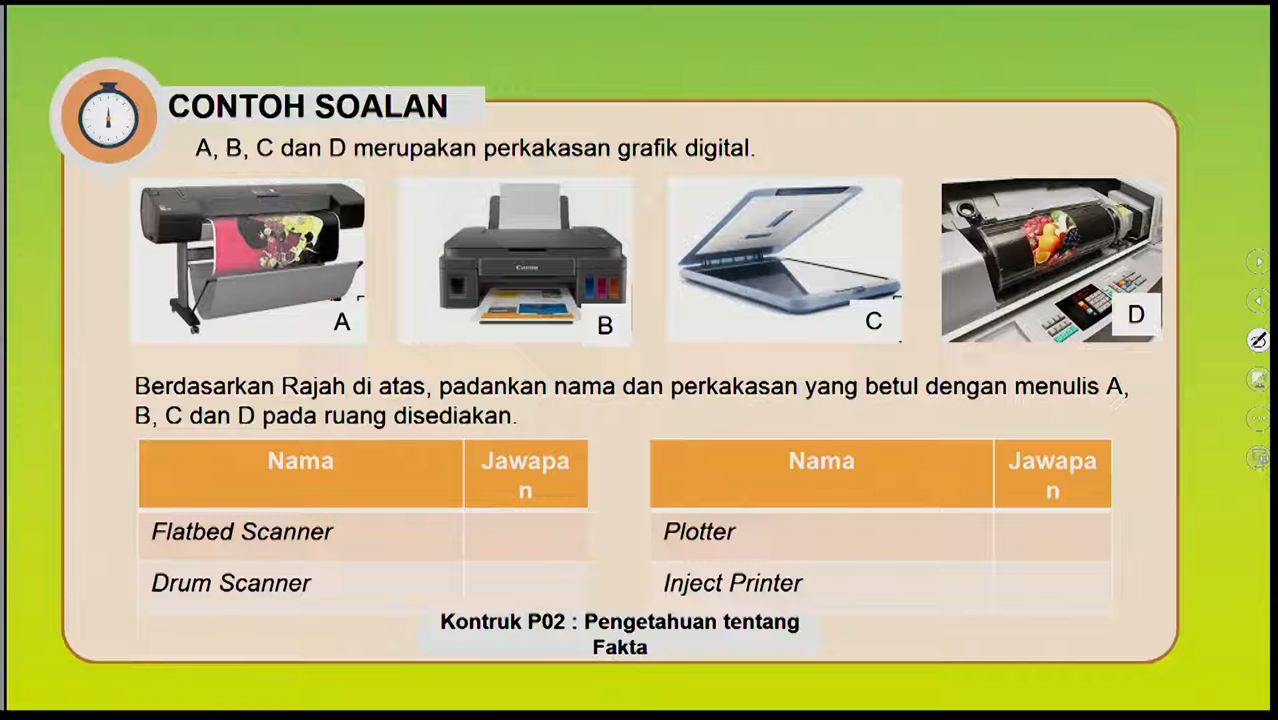 CONTOH SOALAN
A, B, C dan D merupakan perkakasan grafik digital.
A
Canon
B
C
D
Berdasarkan Rajah di atas, padankan nama dan perkakasan yang betul dengan menulis A,
B, C dan D pada ruang disediakan.
Nama
Jawapa
n
Flatbed Scanner
Drum Scanner
Nama
Jawapa
n
Plotter
Inject Printer
Kontruk P02 : Pengetahuan tentang
Fakta